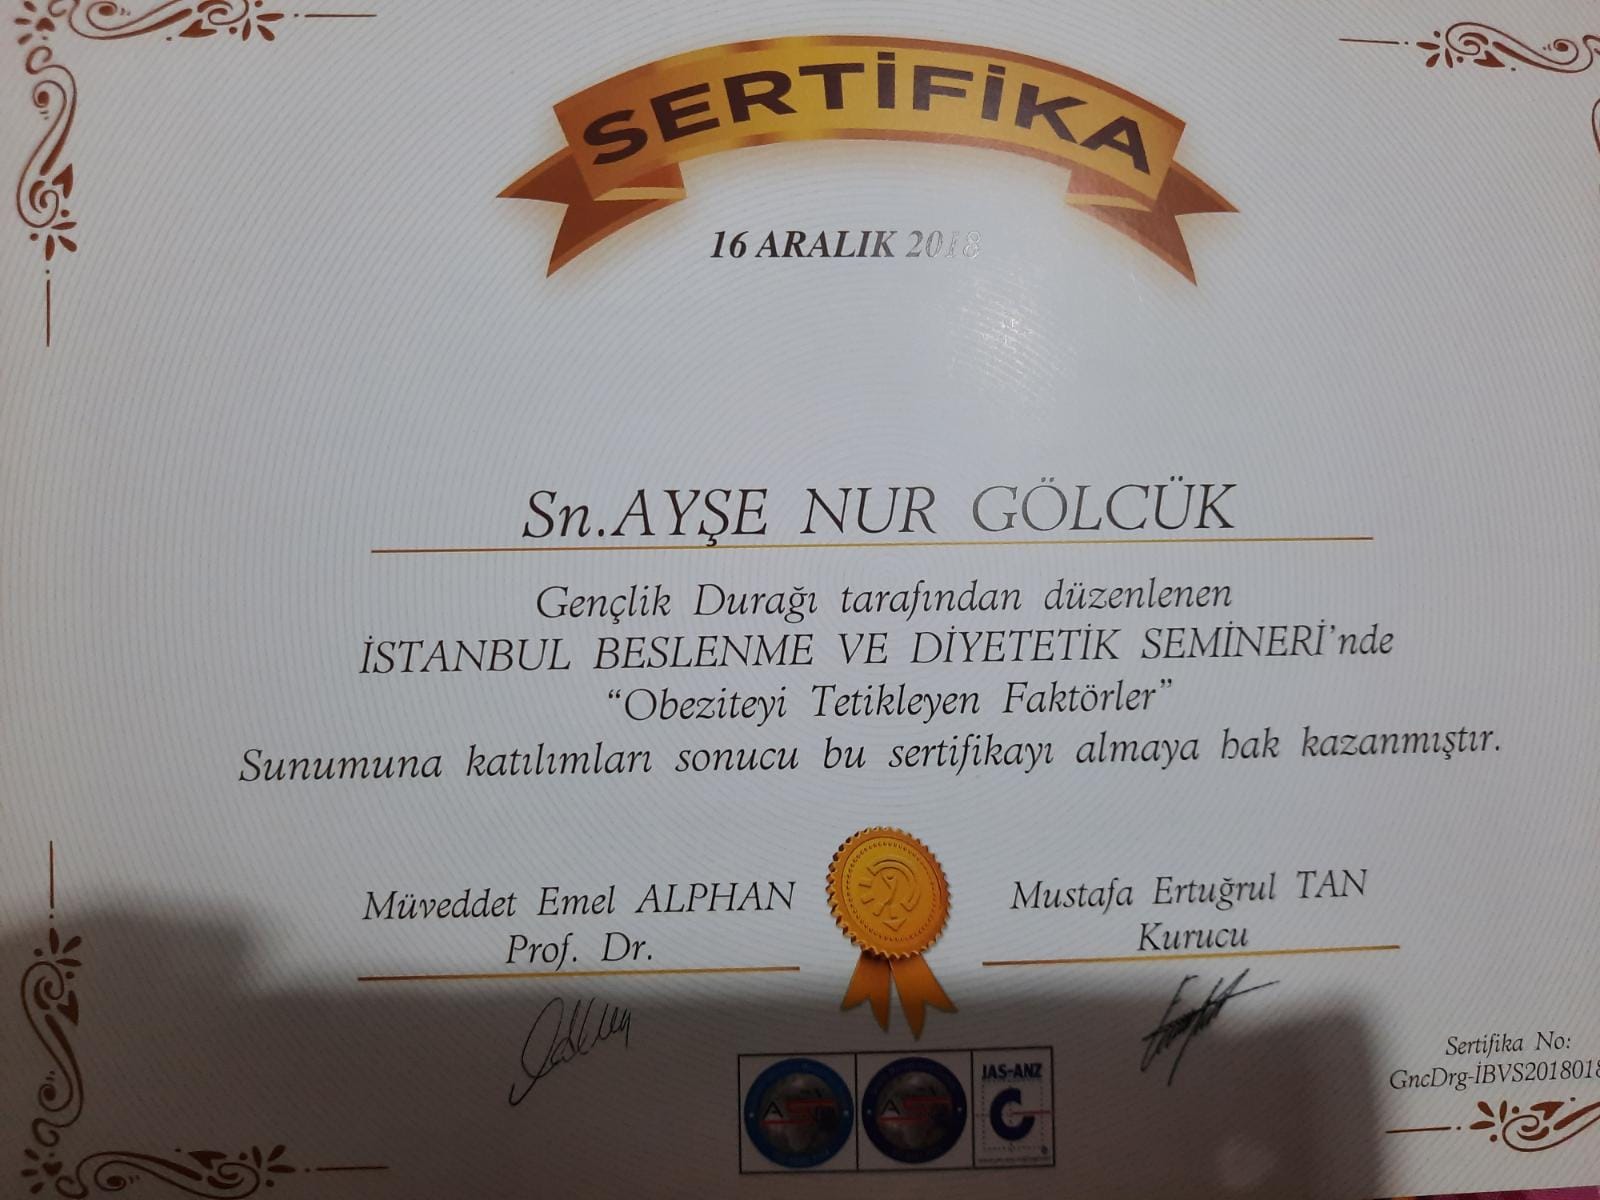 SERTİFİKA
16 ARALIK 2018
Sn.AYŞE NUR GÖLCÜK
Gençlik Durağı tarafından düzenlenen
İSTANBUL BESLENME VE DİYETETİK SEMİNERİ'nde
“Obeziteyi Tetikleyen Faktörler”
Sunumuna katılımları sonucu bu sertifikayı almaya hak kazanmıştır.
Müveddet Emel ALPHAN
Prof. Dr.
Mustafa Ertuğrul TAN
Kurucu
JAS-ANZ
Sertifika No:
GncDrg-İBVS2018018